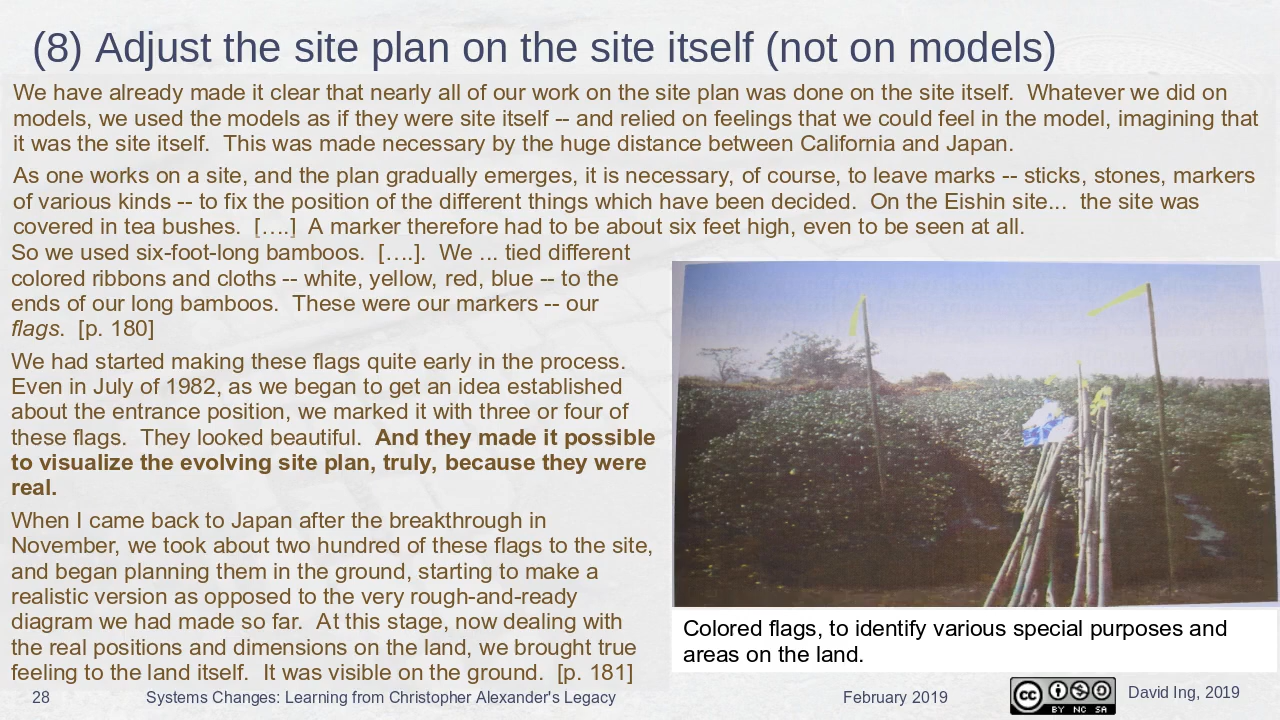 (8) Adjust the site plan on the site itself (not on models)
We have already made it clear that nearly all of our work on the site plan was done on the site itself.  Whatever we did on
models, we used the models as if they were site itself -- and relied on feelings that we could feel in the model, imagining that
it was the site itself.  This was made necessary by the huge distance between California and Japan.
As one works on a site, and the plan gradually emerges, it is necessary, of course, to leave marks -- sticks, stones, markers
of various kinds -- to fix the position of the different things which have been decided.  On the Eishin site...  the site was
covered in tea bushes.  [….]  A marker therefore had to be about six feet high, even to be seen at all.
So we used six-foot-long bamboos.  [….].  We ... tied different
colored ribbons and cloths -- white, yellow, red, blue -- to the
ends of our long bamboos.  These were our markers -- our
flags.  [p. 180]
We had started making these flags quite early in the process.
Even in July of 1982, as we began to get an idea established
about the entrance position, we marked it with three or four of
these flags.  They looked beautiful.  And they made it possible
to visualize the evolving site plan, truly, because they were
real.
When I came back to Japan after the breakthrough in
November, we took about two hundred of these flags to the site,
and began planning them in the ground, starting to make a
realistic version as opposed to the very rough-and-ready
diagram we had made so far.  At this stage, now dealing with
the real positions and dimensions on the land, we brought true
feeling to the land itself.  It was visible on the ground.  [p. 181]
Colored flags, to identify various special purposes and
areas on the land.
28 Systems Changes: Learning from Christopher Alexander's Legacy February 2019 David Ing, 2019
cc BY NC SA